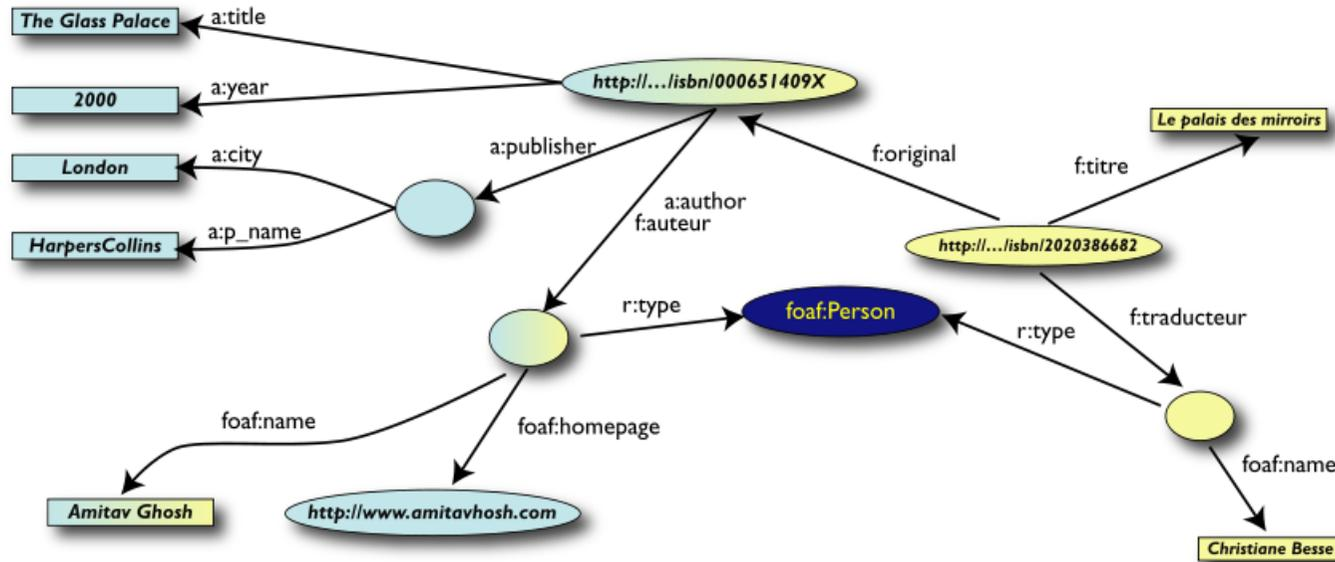 The Glass Palace
a:title
http://.../isbn/000651409X
2000
a:year
Le palais des mirroirs
a:publisher
f:original
f:titre
London
a:city
a:author
f:auteur
HarpersCollins
a:p_name
http://.../isbn/2020386682
r:type
foaf:Person
r:type
f:traducteur
foaf:name
foaf:homepage
foaf:name
Amitav Ghosh
http://www.amitavhosh.com
Christiane Besse